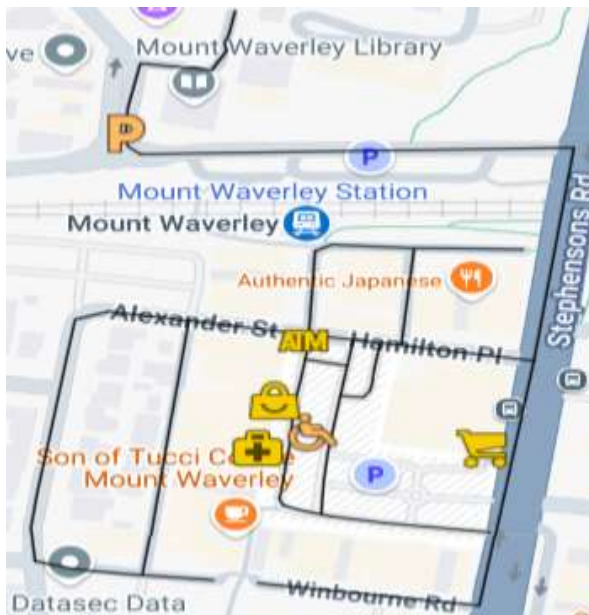 ve
Mount Waverley Library
P
P
Mount Waverley Station
Mount Waverley
Authentic Japanese
Stephensons Rd
Alexander St
ATM
Hamilton Pl
Son of Tucci
Mount Waverley
P
Winbourne Rd
Datasec Data